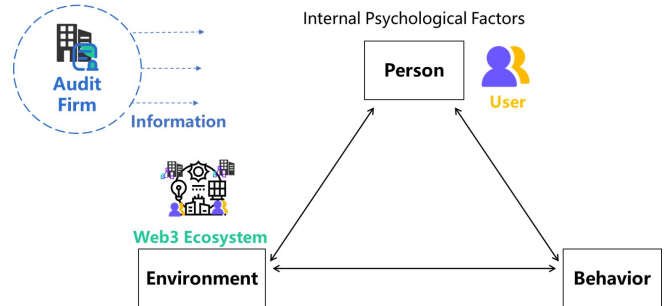 Internal Psychological Factors
Audit
Firm
Information
Person
User
Web3 Ecosystem
Environment
Behavior